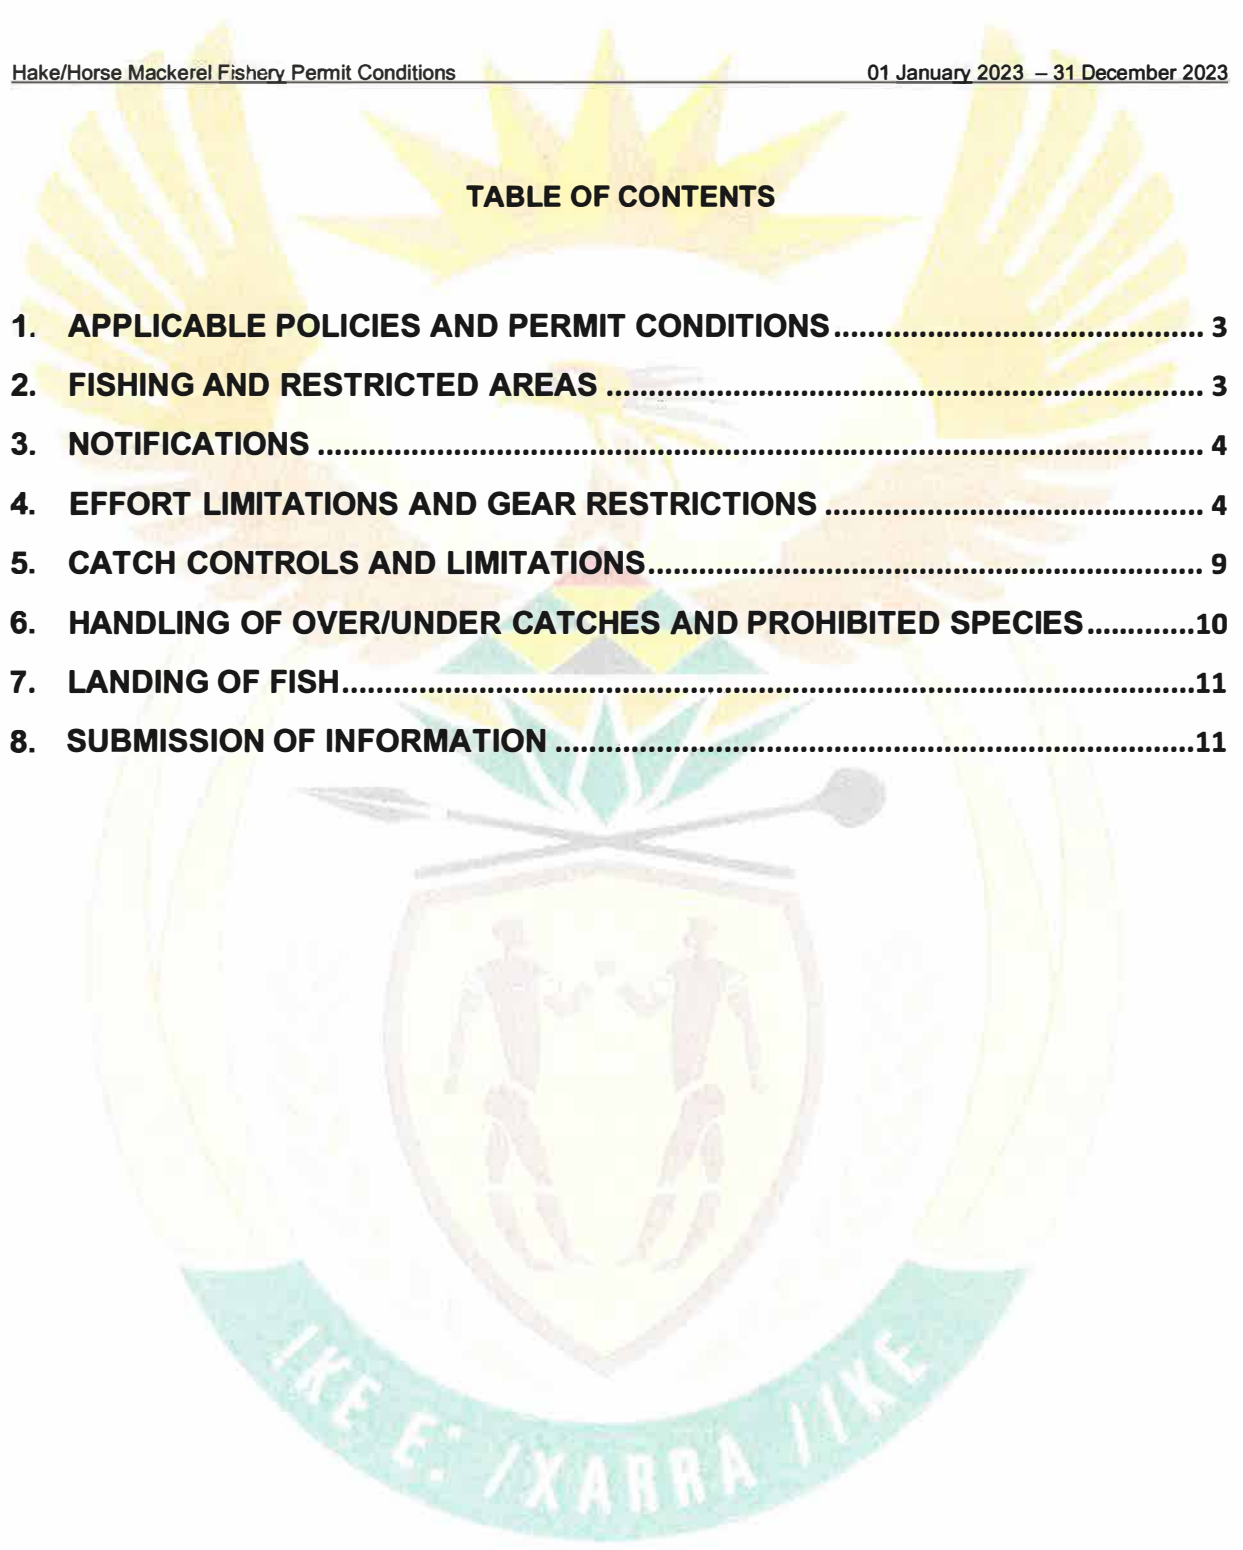 Hake/Horse Mackerel Fishery Permit Conditions 01 January 2023 – 31 December 2023
TABLE OF CONTENTS
1. APPLICABLE POLICIES AND PERMIT CONDITIONS ............................................ 3
2. FISHING AND RESTRICTED AREAS ....................................................................... 3
3. NOTIFICATIONS ......................................................................................................... 4
4. EFFORT LIMITATIONS AND GEAR RESTRICTIONS ............................................. 4
5. CATCH CONTROLS AND LIMITATIONS.................................................................. 9
6. HANDLING OF OVER/UNDER CATCHES AND PROHIBITED SPECIES.............10
7. LANDING OF FISH.....................................................................................................11
8. SUBMISSION OF INFORMATION ............................................................................11
!KE E: /XARRA //KE